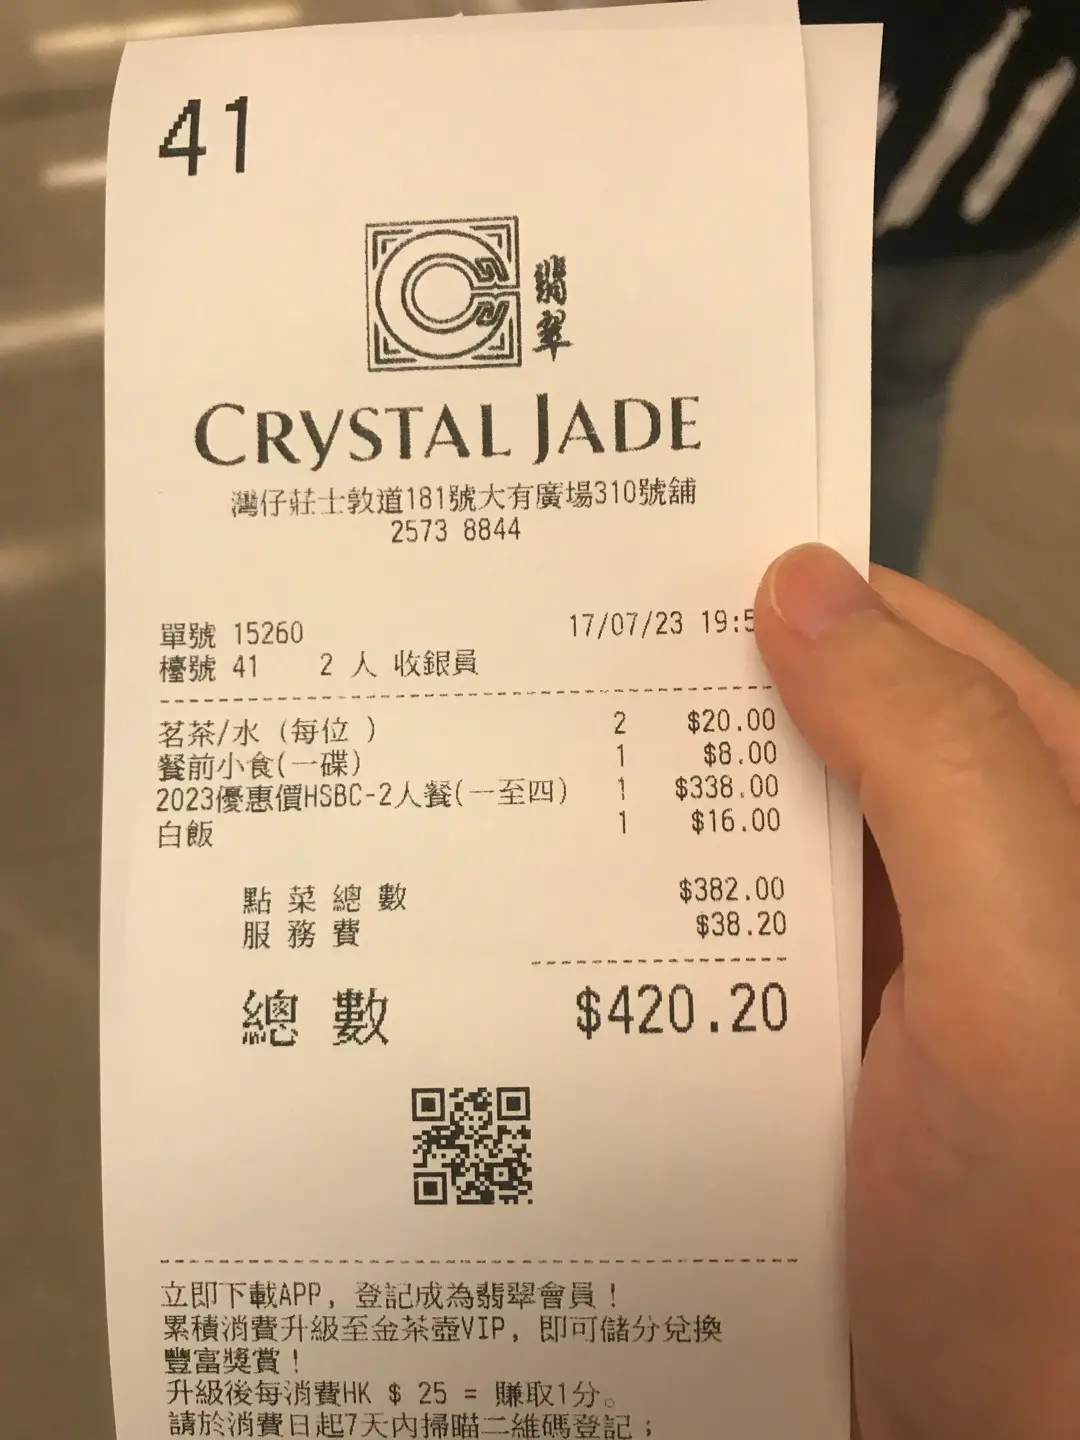 41
翡翠
CRYSTAL JADE
灣仔莊士敦道181號大有廣場310號舖
2573 8844
單號 15260 17/07/23 19:5
檯號 41 2 人 收銀員
茗茶/水 (每位 ) 2 $20.00
餐前小食(一碟) 1 $8.00
2023優惠價HSBC-2人餐(一至四) 1 $338.00
白飯 1 $16.00
點菜總數 $382.00
服務費 $38.20
總數 $420.20
立即下載APP, 登記成為翡翠會員!
累積消費升級至金茶壺VIP, 即可儲分兌換
豐富獎賞!
升級後每消費HK $ 25 = 賺取1分。
請於消費日起7天內掃瞄二維碼登記;